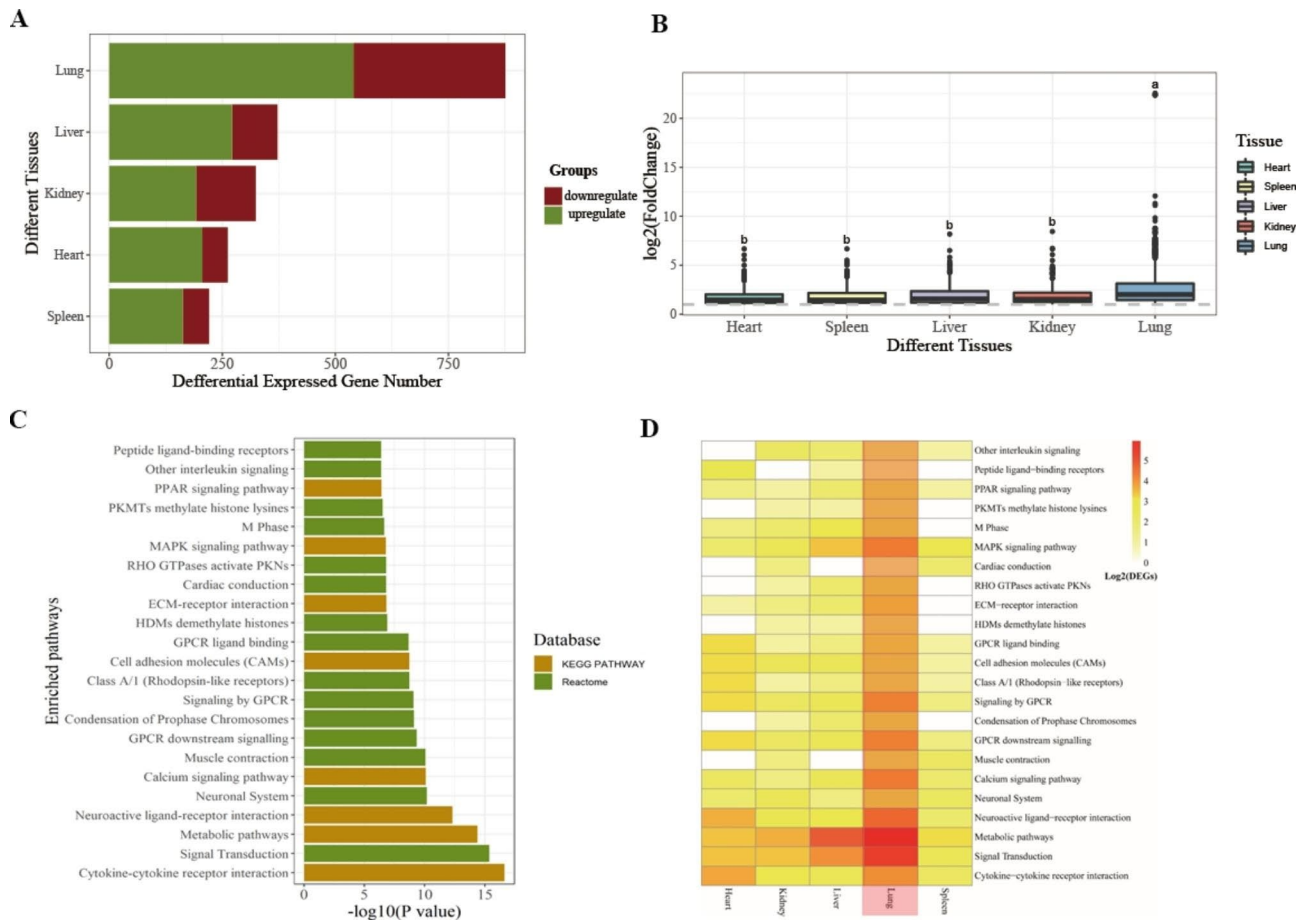 A
Lung
Liver
Kidney
Heart
Spleen
Different Tissues
0
250
500
750
Defferential Expressed Gene Number
Groups
downregulate
upregulate
B
log2(FoldChange)
20
15
10
5
0
b
b
b
b
a
Heart
Spleen
Liver
Kidney
Lung
Different Tissues
Tissue
Heart
Spleen
Liver
Kidney
Lung
C
Enriched pathways
Peptide ligand-binding receptors
Other interleukin signaling
PPAR signaling pathway
PKMTs methylate histone lysines
M Phase
MAPK signaling pathway
RHO GTPases activate PKNs
Cardiac conduction
ECM-receptor interaction
HDMs demethylate histones
GPCR ligand binding
Cell adhesion molecules (CAMs)
Class A/1 (Rhodopsin-like receptors)
Signaling by GPCR
Condensation of Prophase Chromosomes
GPCR downstream signalling
Muscle contraction
Calcium signaling pathway
Neuronal System
Neuroactive ligand-receptor interaction
Metabolic pathways
Signal Transduction
Cytokine-cytokine receptor interaction
0
5
10
15
-log10(P value)
Database
KEGG PATHWAY
Reactome
D
Other interleukin signaling
Peptide ligand-binding receptors
PPAR signaling pathway
PKMTs methylate histone lysines
M Phase
MAPK signaling pathway
Cardiac conduction
RHO GTPases activate PKNs
ECM-receptor interaction
HDMs demethylate histones
GPCR ligand binding
Cell adhesion molecules (CAMs)
Class A/1 (Rhodopsin-like receptors)
Signaling by GPCR
Condensation of Prophase Chromosomes
GPCR downstream signalling
Muscle contraction
Calcium signaling pathway
Neuronal System
Neuroactive ligand-receptor interaction
Metabolic pathways
Signal Transduction
Cytokine-cytokine receptor interaction
Heart
Kidney
Liver
Lung
Spleen
5
4
3
2
1
0
Log2(DEGs)